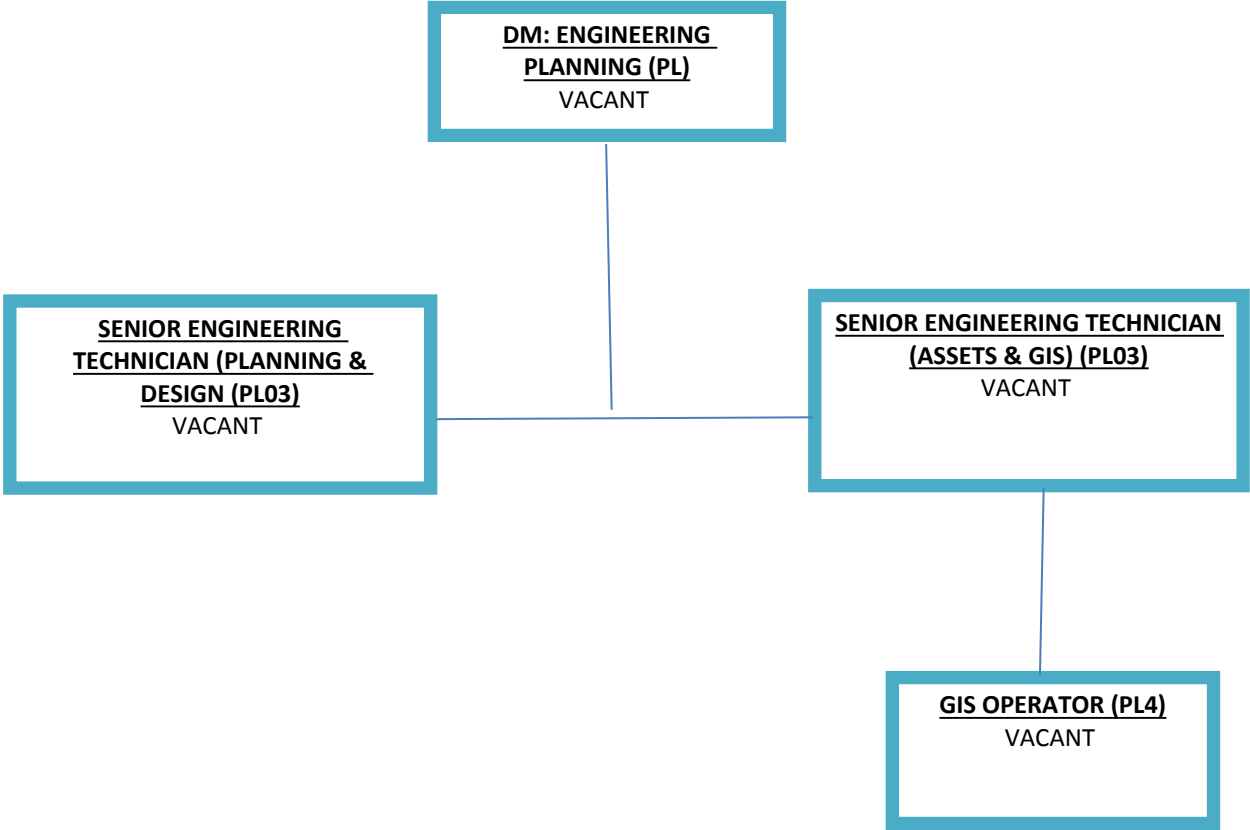 DM: ENGINEERING
PLANNING (PL)
VACANT
SENIOR ENGINEERING
TECHNICIAN (PLANNING &
DESIGN (PL03)
VACANT
SENIOR ENGINEERING TECHNICIAN
(ASSETS & GIS) (PL03)
VACANT
GIS OPERATOR (PL4)
VACANT